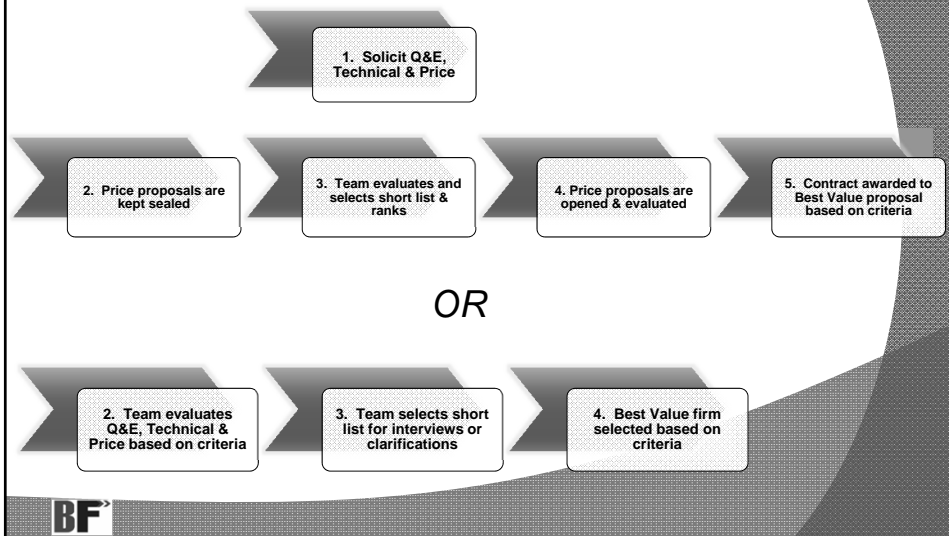 1. Solicit Q&E,
Technical & Price
2. Price proposals are
kept sealed
3. Team evaluates and
selects short list &
ranks
4. Price proposals are
opened & evaluated
5. Contract awarded to
Best Value proposal
based on criteria
OR
2. Team evaluates
Q&E, Technical &
Price based on criteria
3. Team selects short
list for interviews or
clarifications
4. Best Value firm
selected based on
criteria
BF